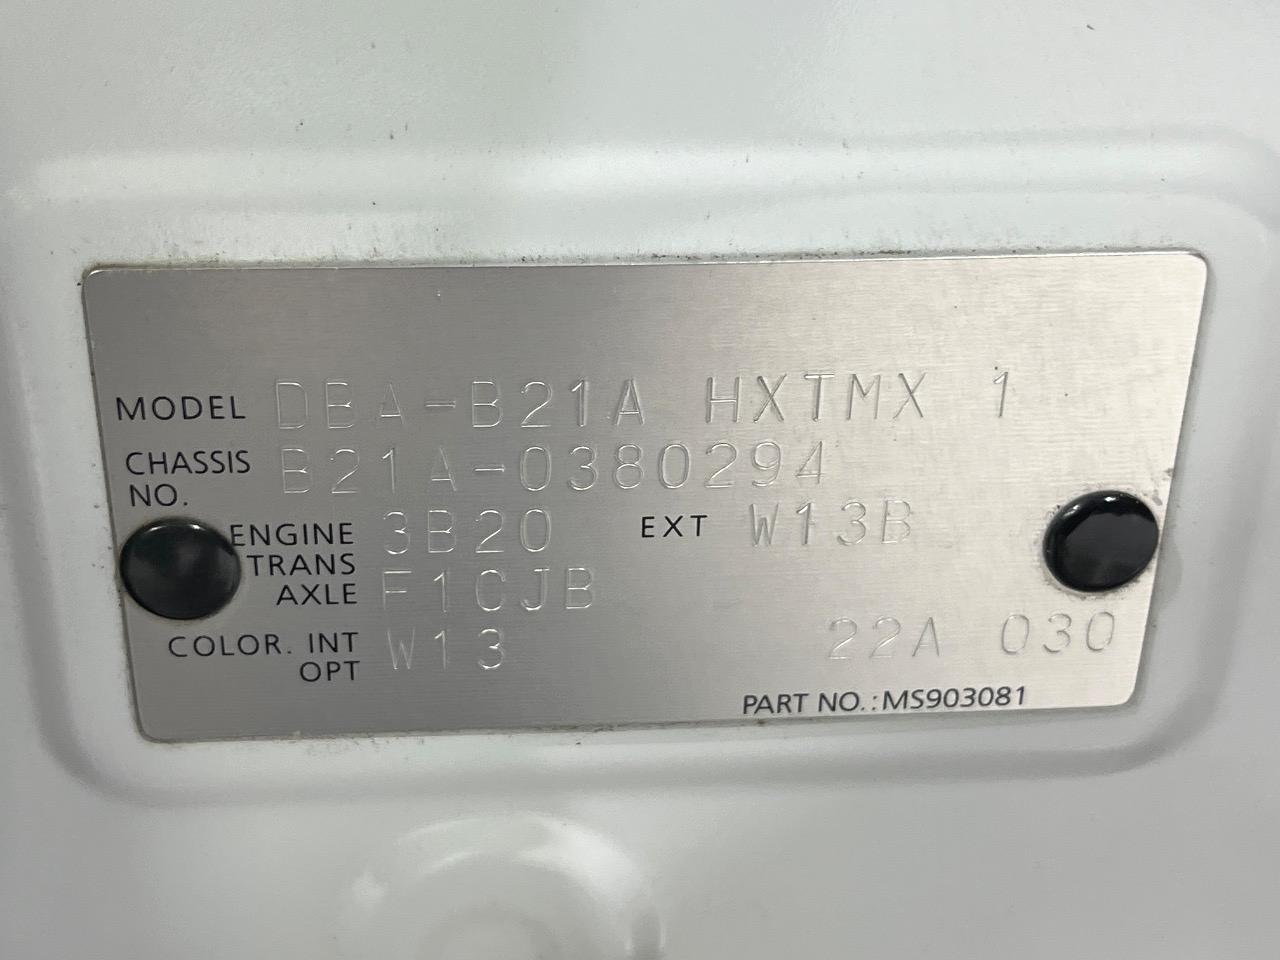 MODEL DBA-B21A HXTMX 1
CHASSIS NO. B21A-0380294
ENGINE 3B20 EXT W13B
TRANS AXLE F1CJB
COLOR. INT OPT W13 22A 030
PART NO.:MS903081